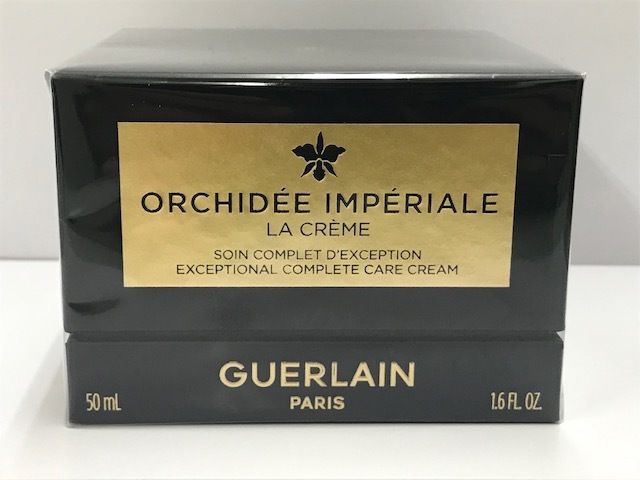 ORCHIDÉE IMPÉRIALE
LA CRÈME
SOIN COMPLET D'EXCEPTION
EXCEPTIONAL COMPLETE CARE CREAM
GUERLAIN
PARIS
50 mL
1.6 FL. OZ.